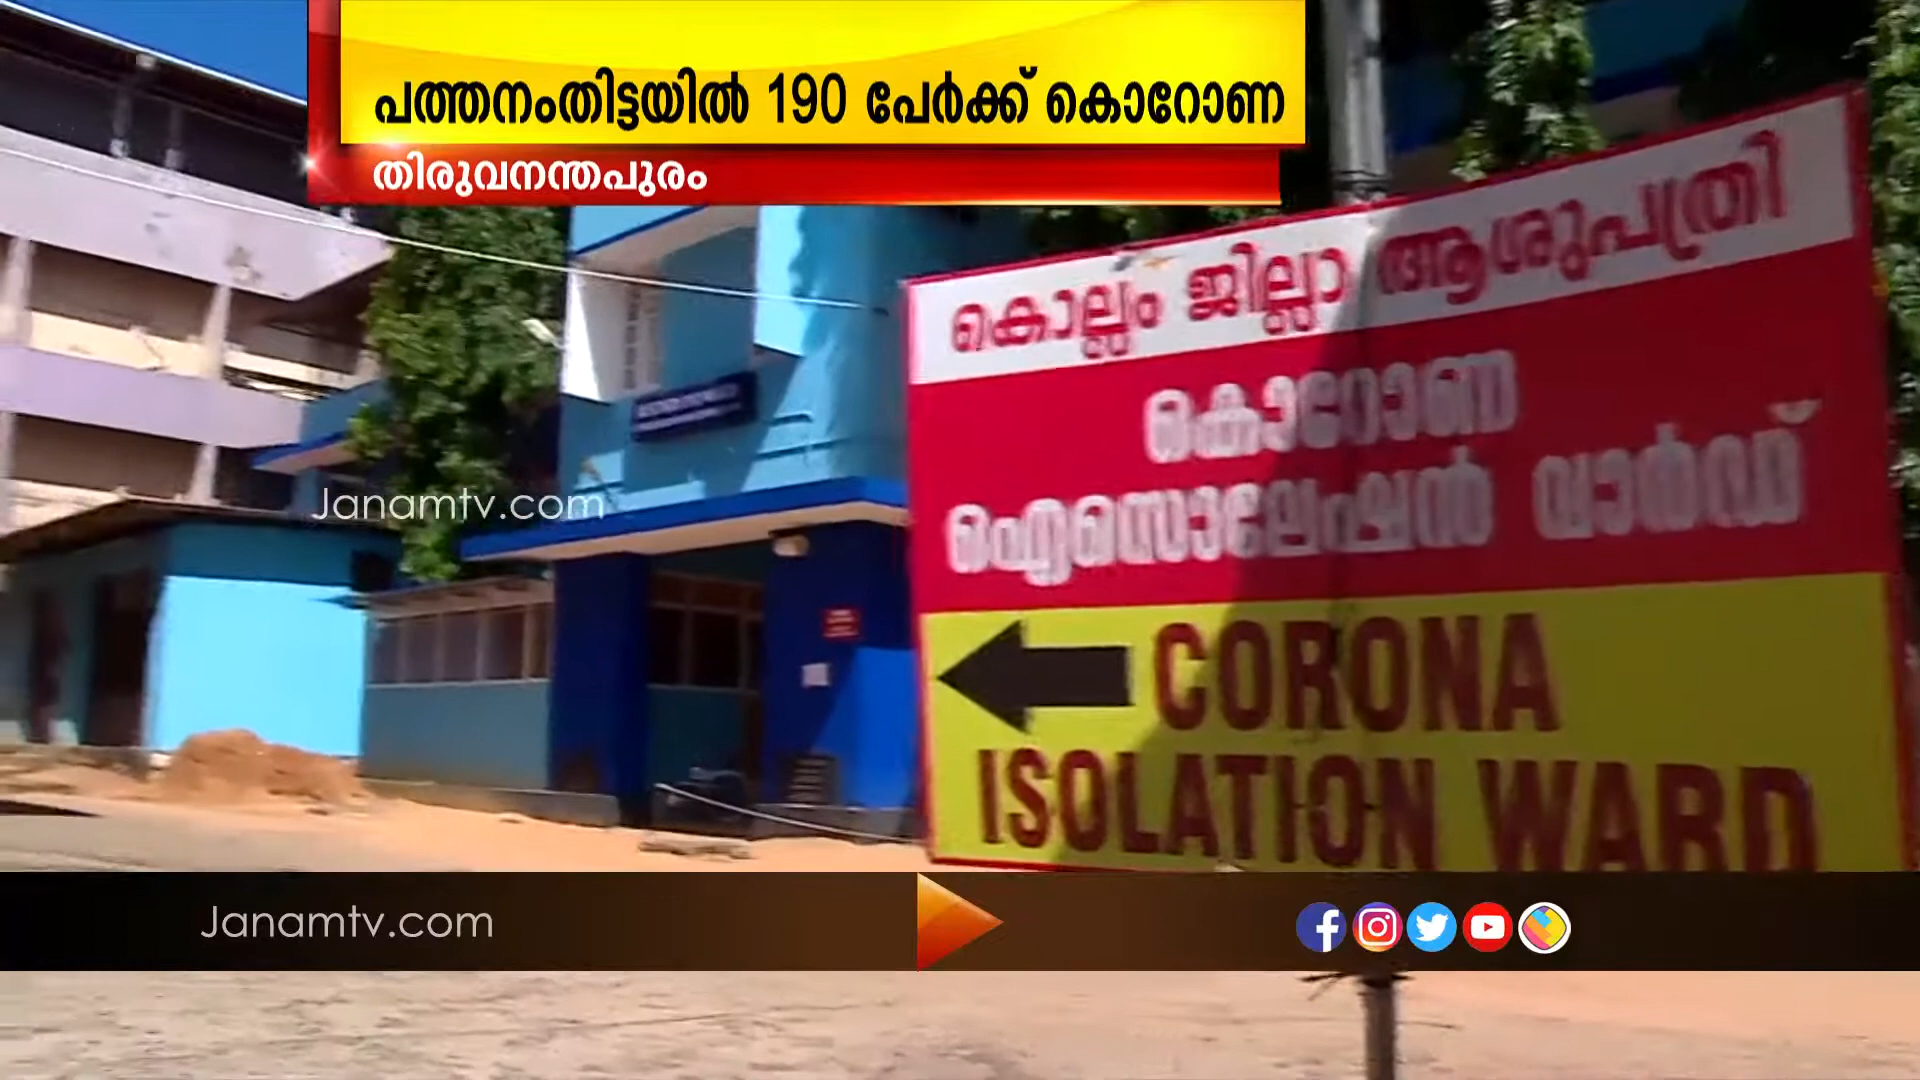 പത്തനംതിട്ടയിൽ 190 പേർക്ക് കൊറോണ
തിരുവനന്തപുരം
കൊല്ലം ജില്ലാ ആശുപത്രി
കൊറോണ
ഐസൊലേഷൻ വാർഡ്
CORONA
ISOLATION WARD
Janamtv.com
Janamtv.com